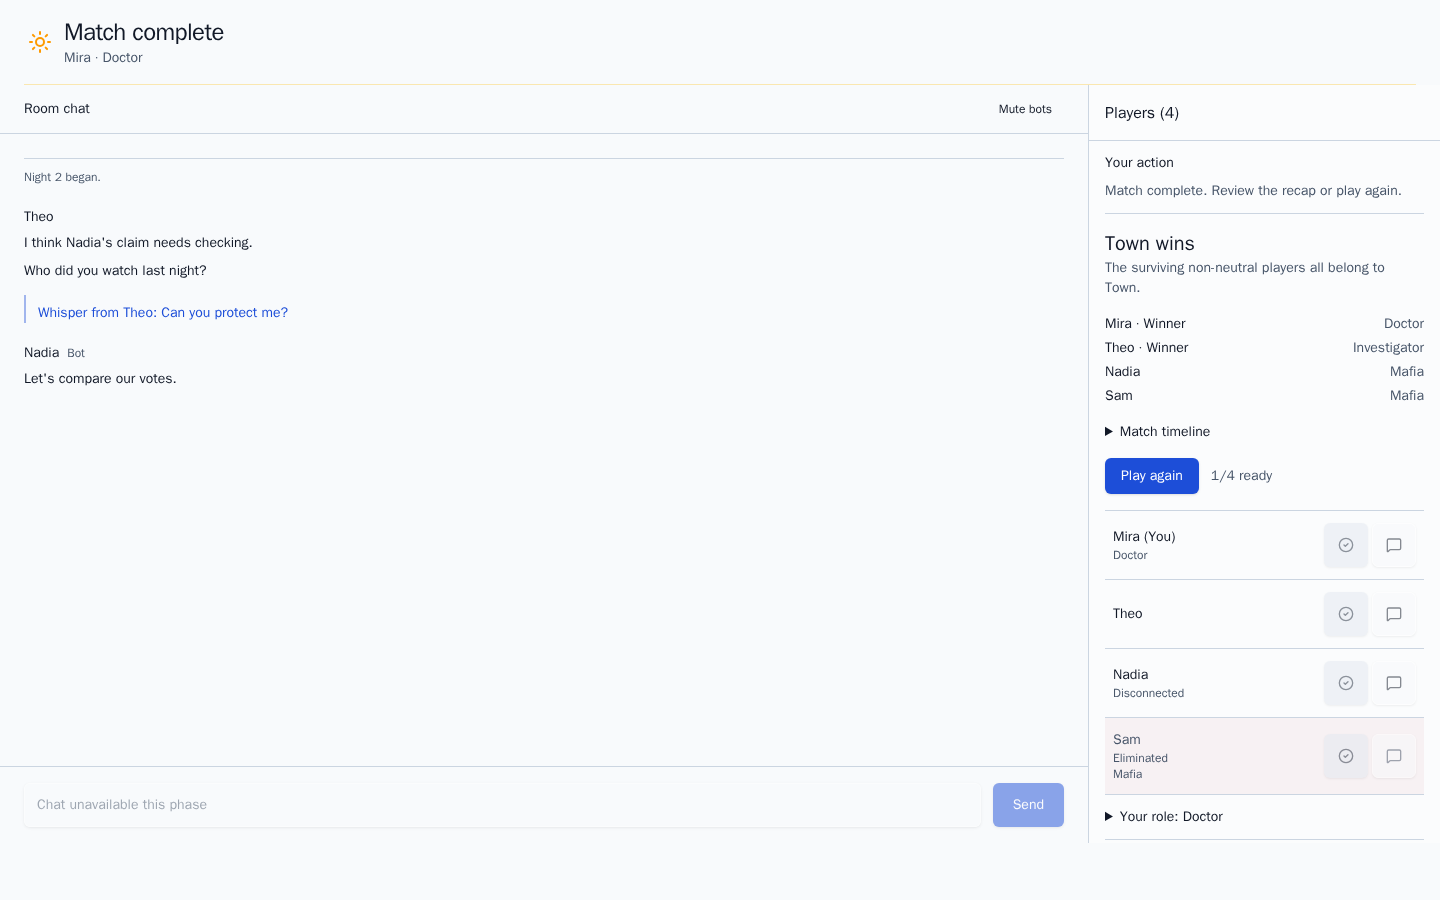 Match complete
Mira · Doctor
Room chat
Mute bots
Night 2 began.
Theo
I think Nadia's claim needs checking.
Who did you watch last night?
Whisper from Theo: Can you protect me?
Nadia Bot
Let's compare our votes.
Chat unavailable this phase
Send
Players (4)
Your action
Match complete. Review the recap or play again.
Town wins
The surviving non-neutral players all belong to
Town.
Mira · Winner Doctor
Theo · Winner Investigator
Nadia Mafia
Sam Mafia
Match timeline
Play again 1/4 ready
Mira (You)
Doctor
Theo
Nadia
Disconnected
Sam
Eliminated
Mafia
Your role: Doctor